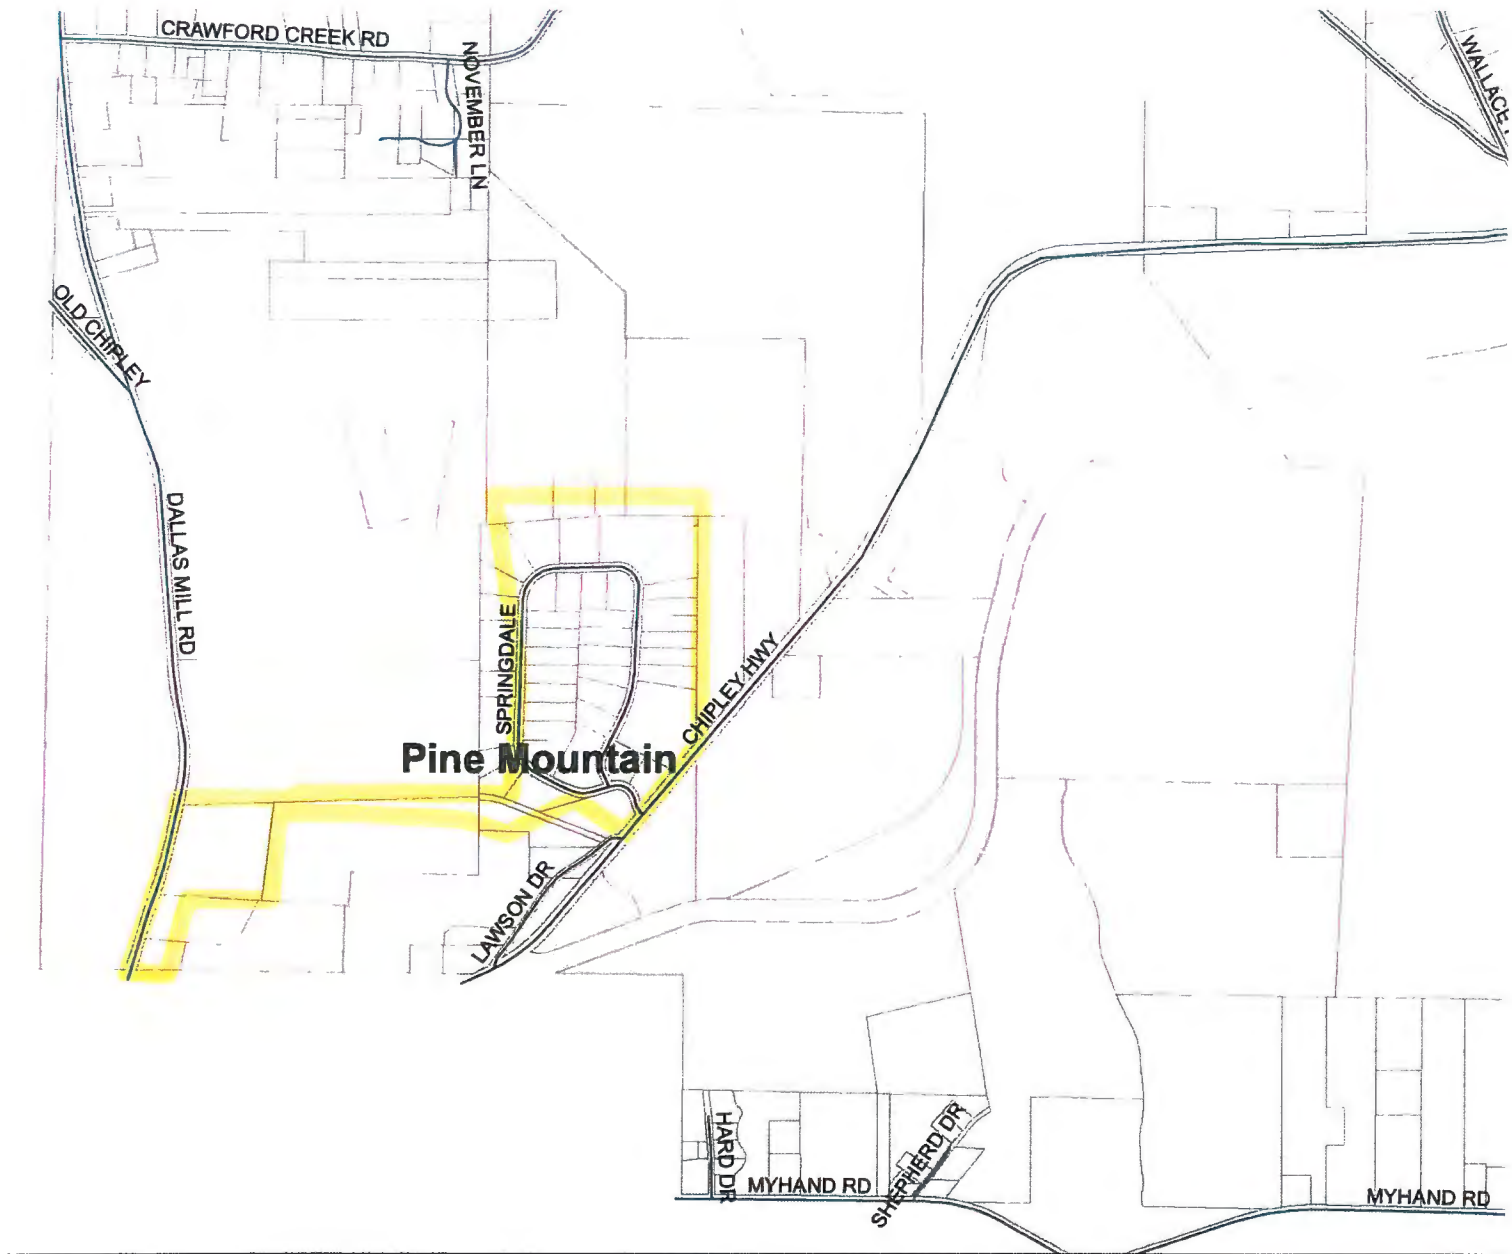 CRAWFORD CREEK RD
NOVEMBER LN
WALLACE
OLD CHIPLEY
DALLAS MILL RD
SPRINGDALE
CHIPLEY HWY
Pine Mountain
LAWSON DR
HARD DR
SHEPHERD DR
MYHAND RD
MYHAND RD